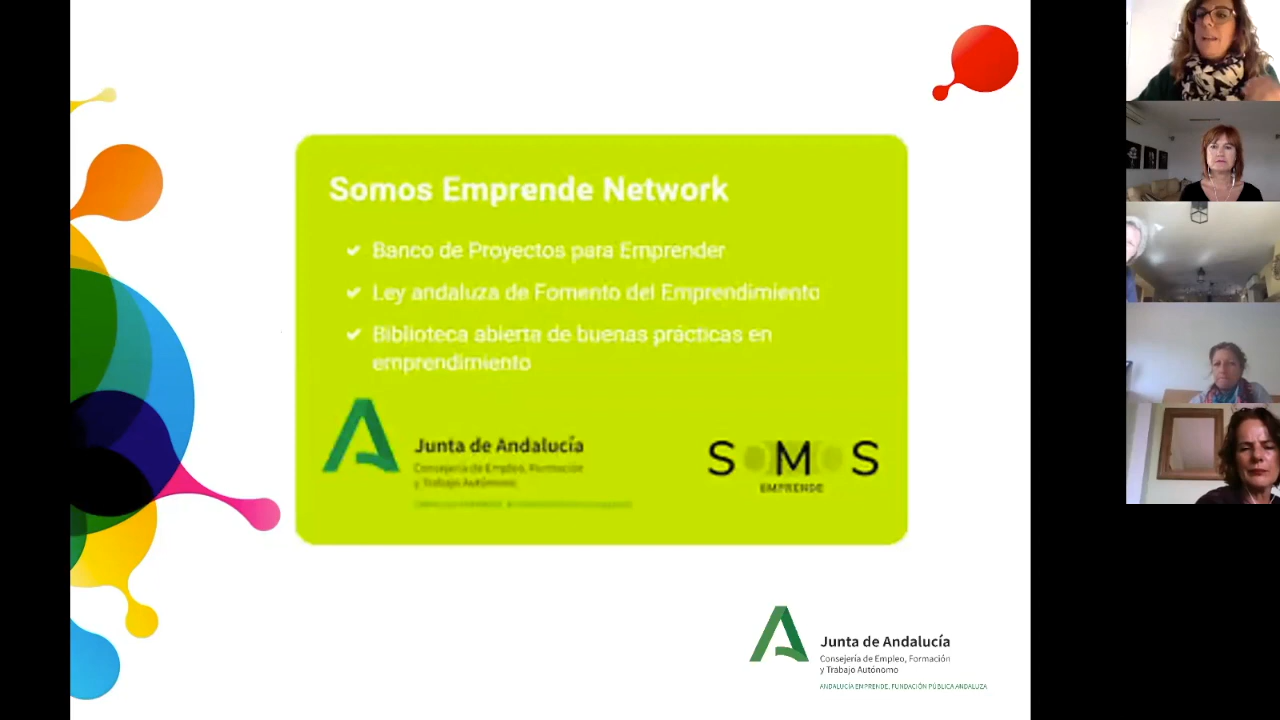 Somos Emprende Network
✔ Banco de Proyectos para Emprender
✔ Ley andaluza de Fomento del Emprendimiento
✔ Biblioteca abierta de buenas prácticas en
emprendimiento
Junta de Andalucía
Consejería de Empleo, Formación
y Trabajo Autónomo
SOMOS
EMPRENDE
Junta de Andalucía
Consejería de Empleo, Formación
y Trabajo Autónomo
ANDALUCÍA EMPRENDE, FUNDACIÓN PÚBLICA ANDALUZA